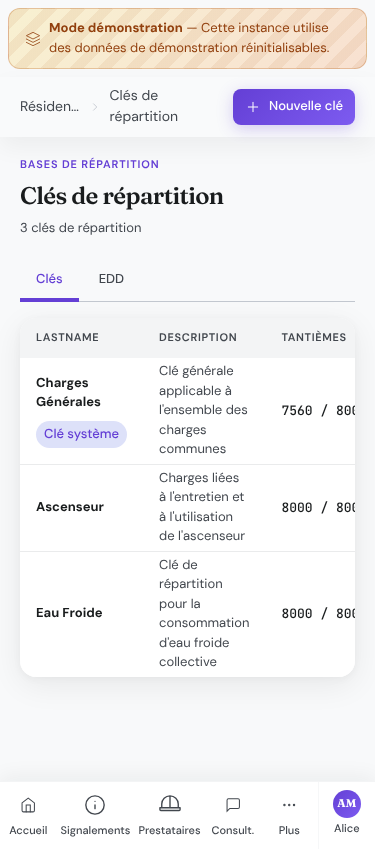 Mode démonstration — Cette instance utilise
des données de démonstration réinitialisables.
Résiden...
Clés de
répartition
Nouvelle clé
BASES DE RÉPARTITION
Clés de répartition
3 clés de répartition
Clés
EDD
LASTNAME
DESCRIPTION
TANTIÈMES
Charges
Générales
Clé système
Clé générale
applicable à
l'ensemble des
charges
communes
7560 / 800
Ascenseur
Charges liées
à l'entretien et
à l'utilisation
de l'ascenseur
8000 / 800
Eau Froide
Clé de
répartition
pour la
consommation
d'eau froide
collective
8000 / 800
Accueil
Signalements
Prestataires
Consult.
Plus
AM
Alice